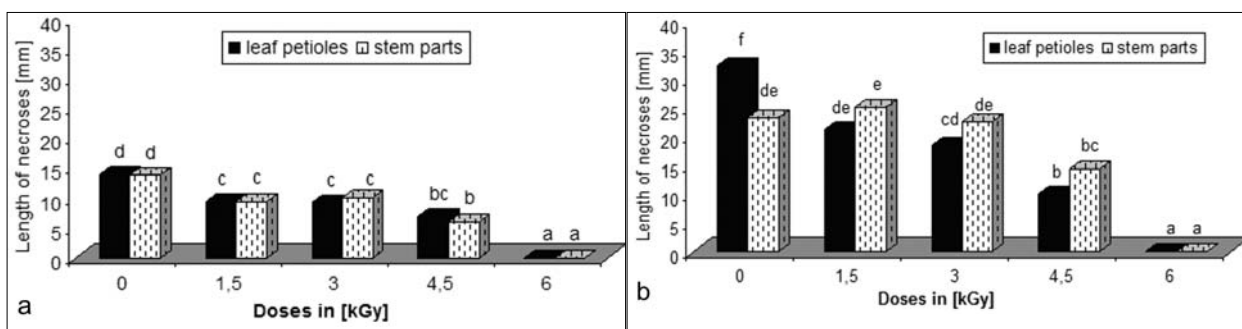 Length of necroses [mm]
40
35
30
25
20
15
10
5
0
leaf petioles stem parts
d d
c c
c c
bc b
a a
0 1,5 3 4,5 6
Doses in [kGy]
a
Length of necroses [mm]
40
35
30
25
20
15
10
5
0
leaf petioles stem parts
f de
de e
cd de
b bc
a a
0 1,5 3 4,5 6
Doses in [kGy]
b